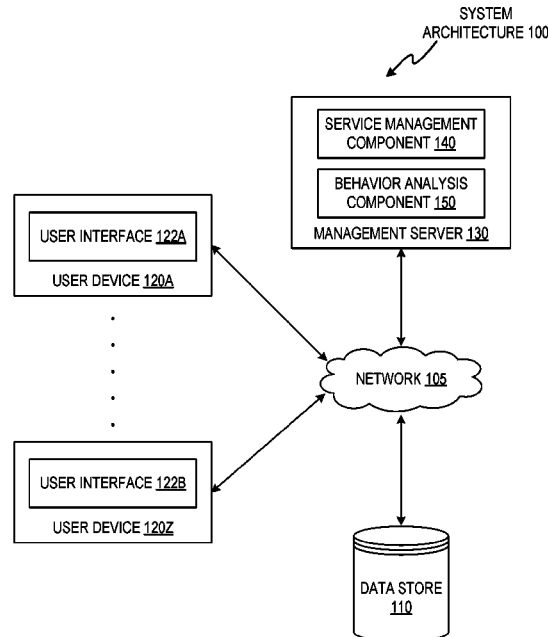 SYSTEM
ARCHITECTURE 100
SERVICE MANAGEMENT
COMPONENT 140
BEHAVIOR ANALYSIS
COMPONENT 150
MANAGEMENT SERVER 130
USER INTERFACE 122A
USER DEVICE 120A
NETWORK 105
USER INTERFACE 122B
USER DEVICE 120Z
DATA STORE
110